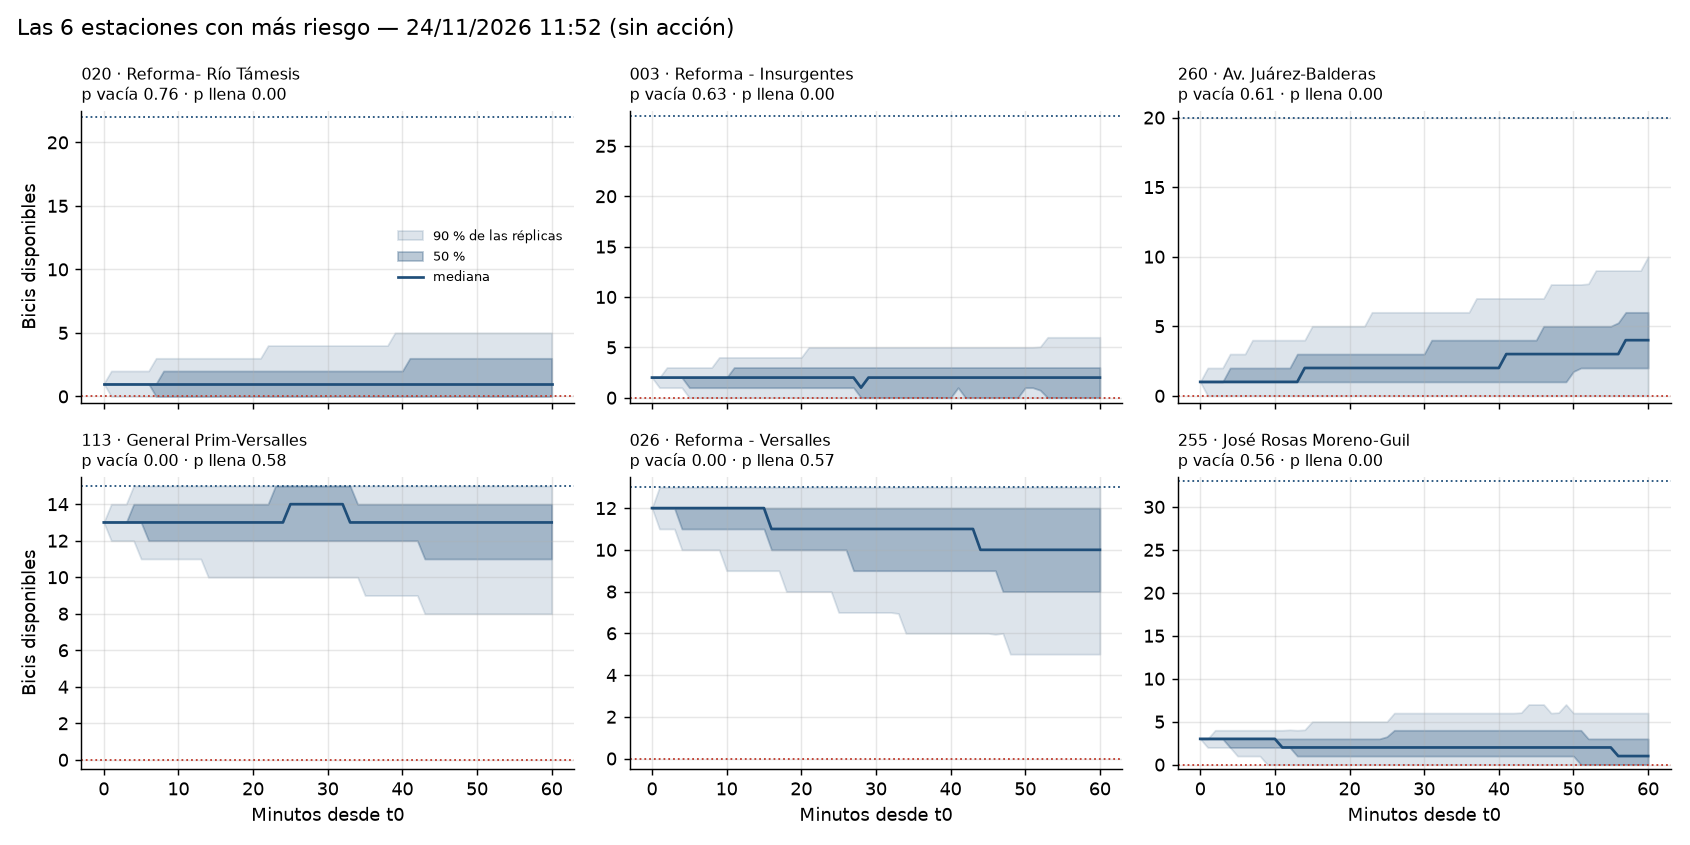 Las 6 estaciones con más riesgo — 24/11/2026 11:52 (sin acción)
020 · Reforma- Río Támesis
p vacía 0.76 · p llena 0.00
Bicis disponibles
20
15
10
5
0
90 % de las réplicas
50 %
mediana
003 · Reforma - Insurgentes
p vacía 0.63 · p llena 0.00
25
20
15
10
5
0
260 · Av. Juárez-Balderas
p vacía 0.61 · p llena 0.00
20
15
10
5
0
113 · General Prim-Versalles
p vacía 0.00 · p llena 0.58
Bicis disponibles
14
12
10
8
6
4
2
0
0 10 20 30 40 50 60
Minutos desde t0
026 · Reforma - Versalles
p vacía 0.00 · p llena 0.57
12
10
8
6
4
2
0
0 10 20 30 40 50 60
Minutos desde t0
255 · José Rosas Moreno-Guil
p vacía 0.56 · p llena 0.00
30
25
20
15
10
5
0
0 10 20 30 40 50 60
Minutos desde t0